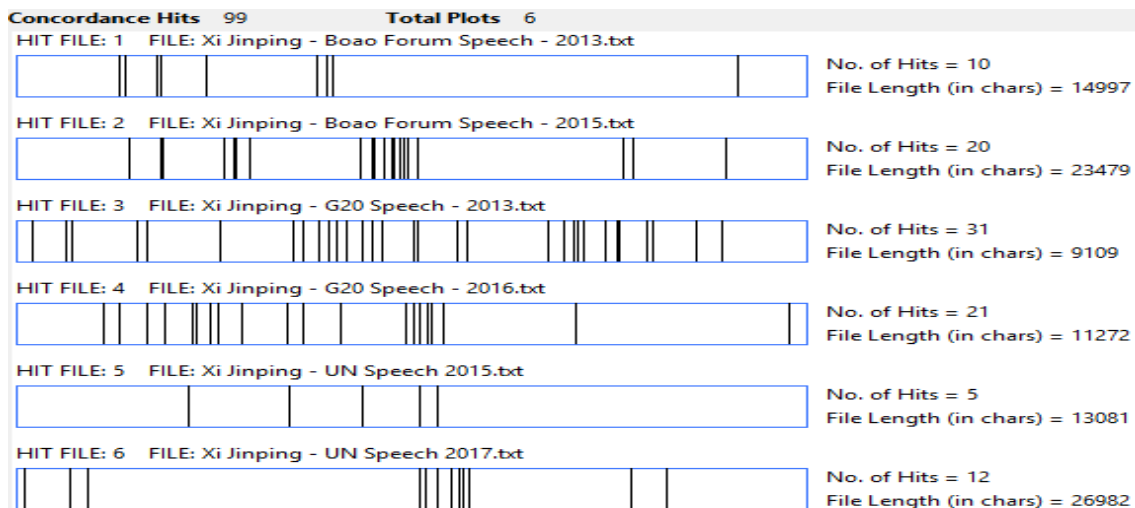 Concordance Hits 99 Total Plots 6
HIT FILE: 1 FILE: Xi Jinping - Boao Forum Speech - 2013.txt
No. of Hits = 10
File Length (in chars) = 14997
HIT FILE: 2 FILE: Xi Jinping - Boao Forum Speech - 2015.txt
No. of Hits = 20
File Length (in chars) = 23479
HIT FILE: 3 FILE: Xi Jinping - G20 Speech - 2013.txt
No. of Hits = 31
File Length (in chars) = 9109
HIT FILE: 4 FILE: Xi Jinping - G20 Speech - 2016.txt
No. of Hits = 21
File Length (in chars) = 11272
HIT FILE: 5 FILE: Xi Jinping - UN Speech 2015.txt
No. of Hits = 5
File Length (in chars) = 13081
HIT FILE: 6 FILE: Xi Jinping - UN Speech 2017.txt
No. of Hits = 12
File Length (in chars) = 26982